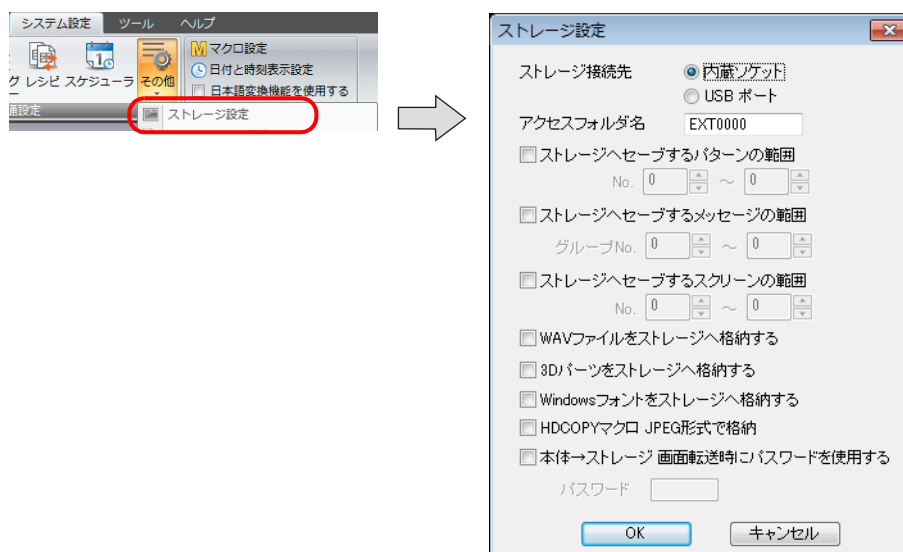 システム設定 ツール ヘルプ
マクロ設定
日付と時刻表示設定
グ レシピ スケジューラ その他
日本語変換機能を使用する
通設定
ストレージ設定
ストレージ設定
ストレージ接続先 内蔵ソケット
USB ポート
アクセスフォルダ名 EXT0000
ストレージへセーブするパターンの範囲
No. 0 ～ 0
ストレージへセーブするメッセージの範囲
グループNo. 0 ～ 0
ストレージへセーブするスクリーンの範囲
No. 0 ～ 0
WAVファイルをストレージへ格納する
3Dパーツをストレージへ格納する
Windowsフォントをストレージへ格納する
HDCOPYマクロ JPEG形式で格納
本体→ストレージ 画面転送時にパスワードを使用する
パスワード
OK キャンセル